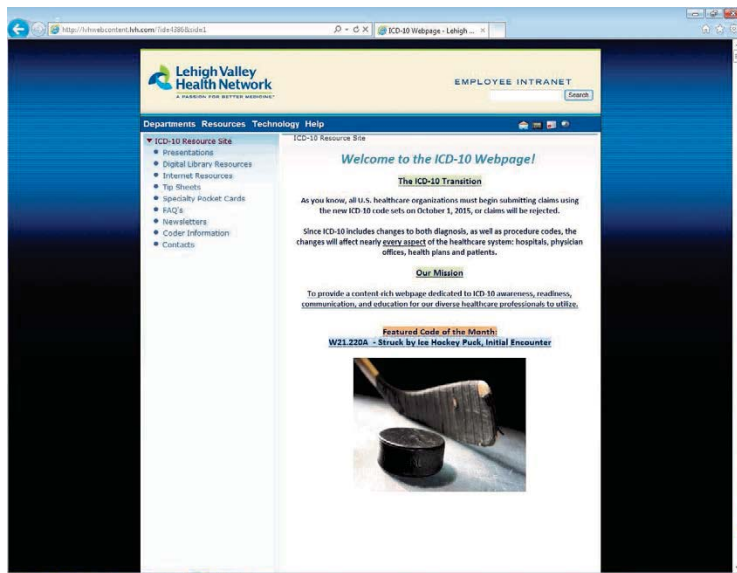 http://lvhwebcontent.lvh.com/?id=4286&sid=1
ICD-10 Webpage - Lehigh ...
Lehigh Valley
Health Network
A PASSION FOR BETTER MEDICINE
EMPLOYEE INTRANET
Search
Departments Resources Technology Help
ICD-10 Resource Site
Presentations
Digital Library Resources
Internet Resources
Tip Sheets
Specialty Pocket Cards
FAQ's
Newsletters
Coder Information
Contacts
ICD-10 Resource Site
Welcome to the ICD-10 Webpage!
The ICD-10 Transition
As you know, all U.S. healthcare organizations must begin submitting claims using
the new ICD-10 code sets on October 1, 2015, or claims will be rejected.
Since ICD-10 includes changes to both diagnosis, as well as procedure codes, the
changes will affect nearly every aspect of the healthcare system: hospitals, physician
offices, health plans and patients.
Our Mission
To provide a content-rich webpage dedicated to ICD-10 awareness, readiness,
communication, and education for our diverse healthcare professionals to utilize.
Featured Code of the Month:
W21.220A - Struck by Ice Hockey Puck, Initial Encounter